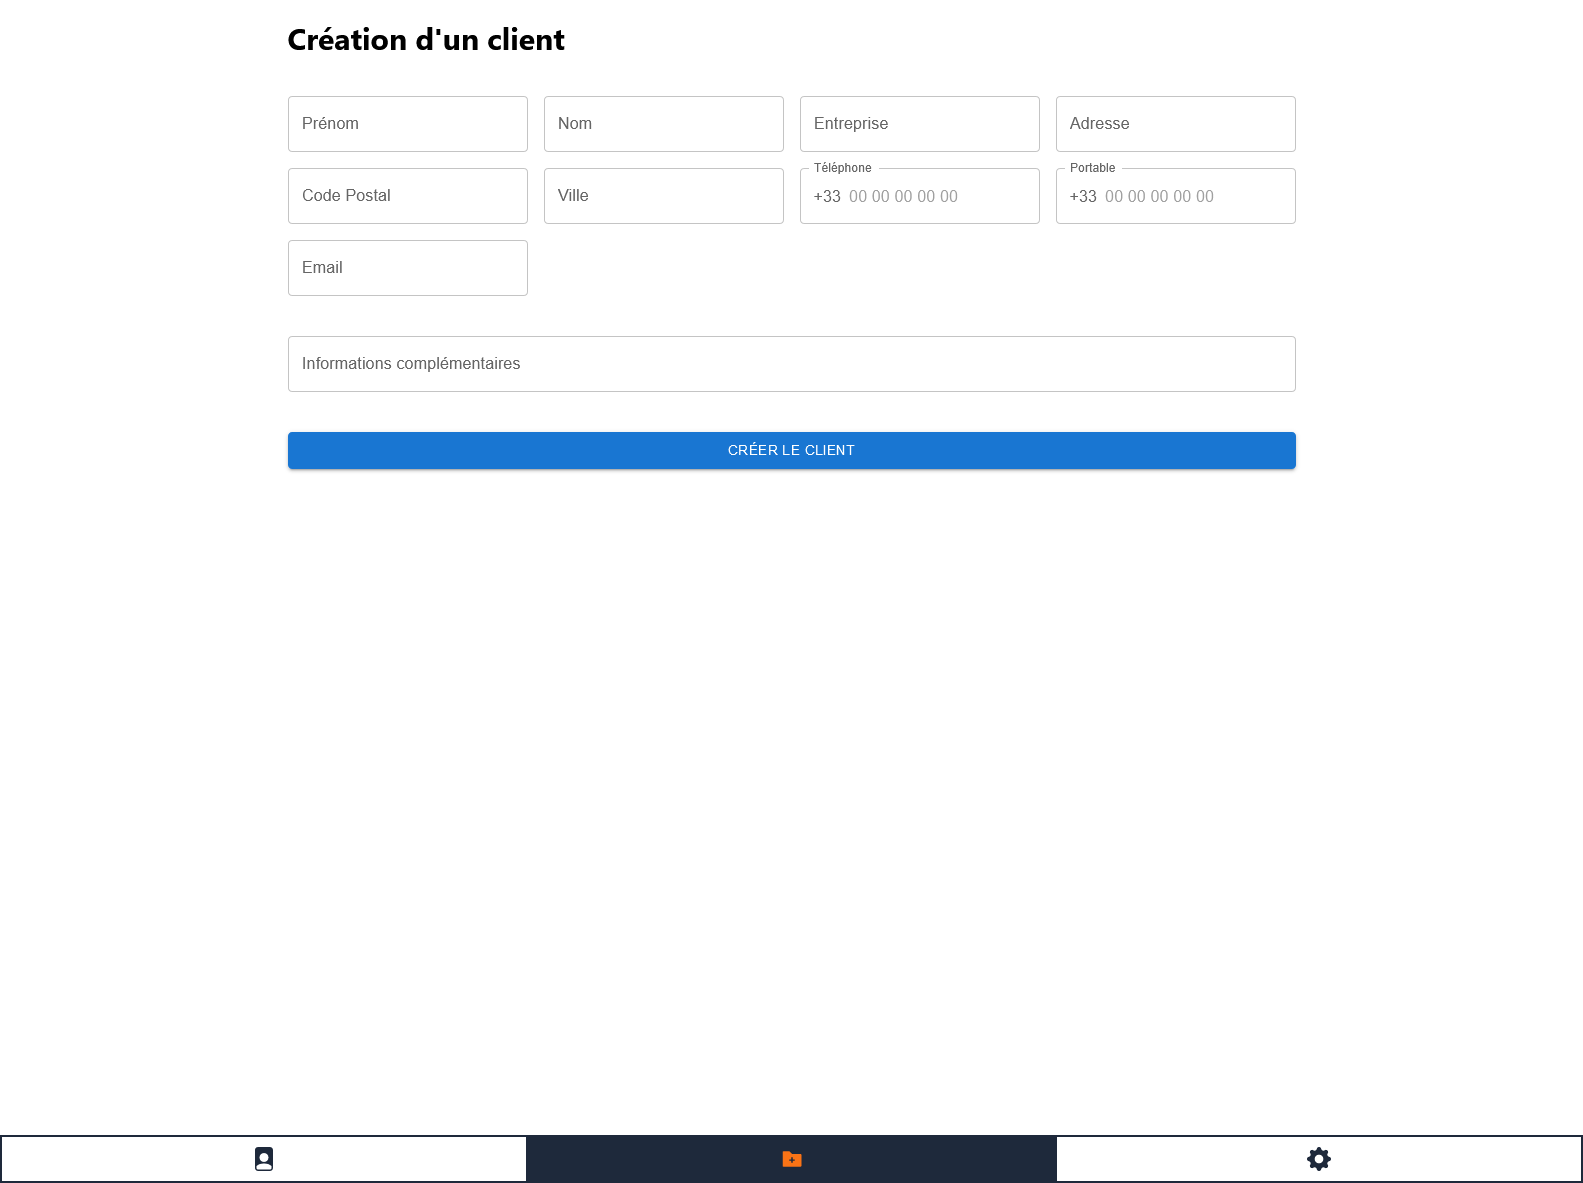 Création d'un client
Prénom
Nom
Entreprise
Adresse
Code Postal
Ville
Téléphone
+33 00 00 00 00 00
Portable
+33 00 00 00 00 00
Email
Informations complémentaires
CRÉER LE CLIENT